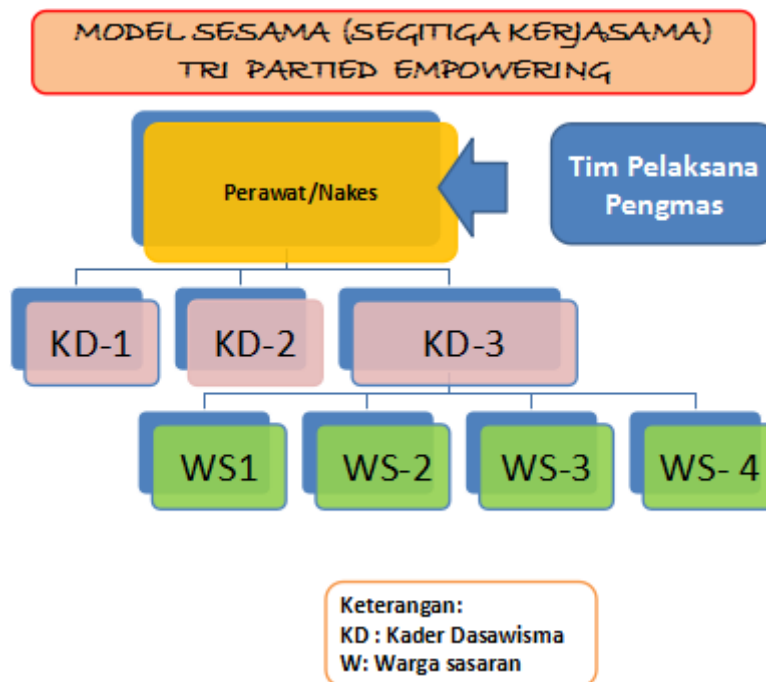 MODEL SESAMA (SEGITIGA KERJASAMA)
TRI PARTIED EMPOWERING
Perawat/Nakes
Tim Pelaksana
Pengmas
KD-1
KD-2
KD-3
WS1
WS-2
WS-3
WS- 4
Keterangan:
KD : Kader Dasawisma
W: Warga sasaran